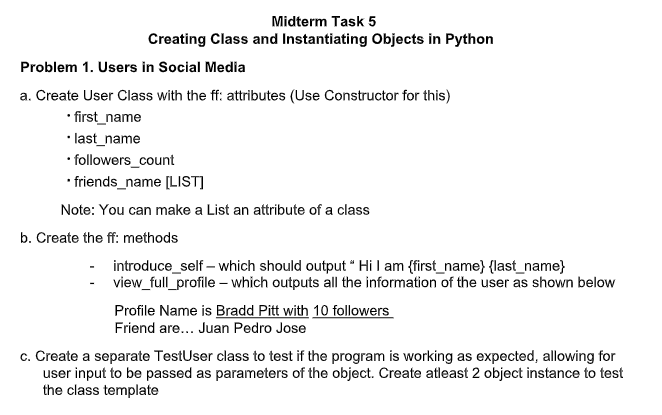 Midterm Task 5
Creating Class and Instantiating Objects in Python
Problem 1. Users in Social Media
a. Create User Class with the ff: attributes (Use Constructor for this)
· first_name
· last_name
· followers_count
· friends_name [LIST]
Note: You can make a List an attribute of a class
b. Create the ff: methods
- introduce_self – which should output “ Hi I am {first_name} {last_name}
- view_full_profile – which outputs all the information of the user as shown below
Profile Name is Bradd Pitt with 10 followers
Friend are… Juan Pedro Jose
c. Create a separate TestUser class to test if the program is working as expected, allowing for
user input to be passed as parameters of the object. Create atleast 2 object instance to test
the class template